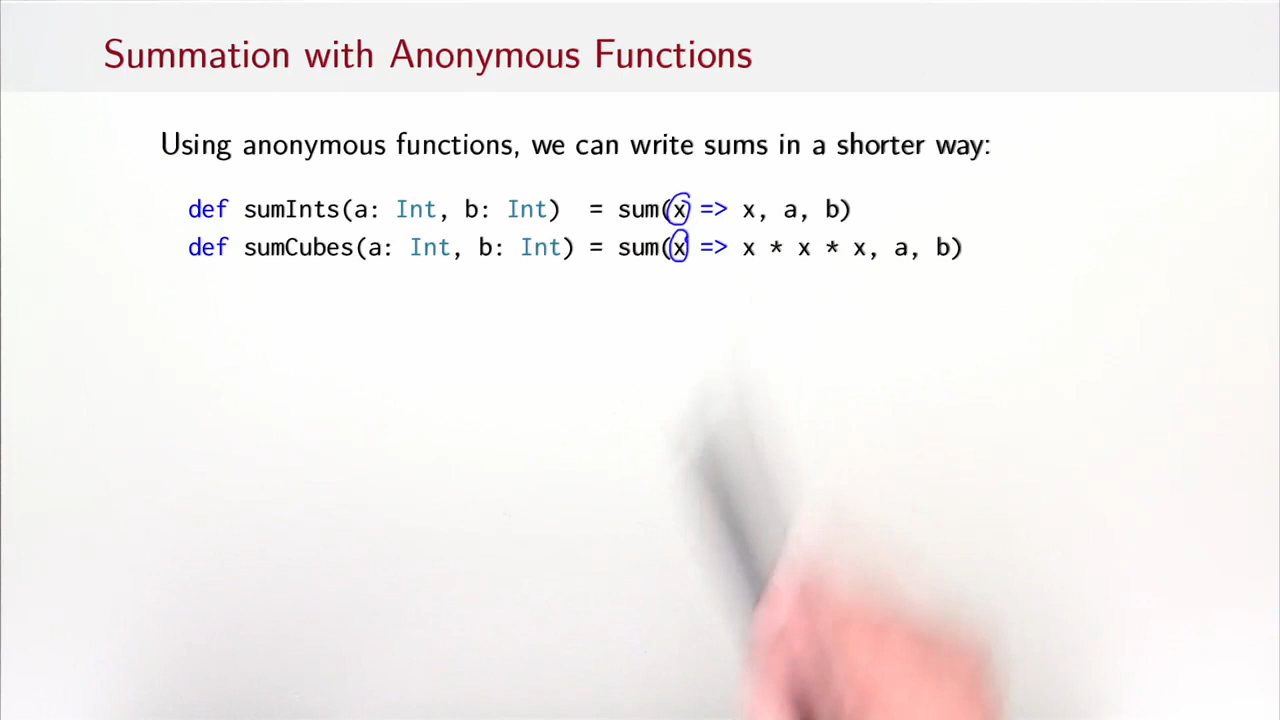 Summation with Anonymous Functions
Using anonymous functions, we can write sums in a shorter way:
def sumInts(a: Int, b: Int)  = sum(x => x, a, b)
def sumCubes(a: Int, b: Int) = sum(x => x * x * x, a, b)